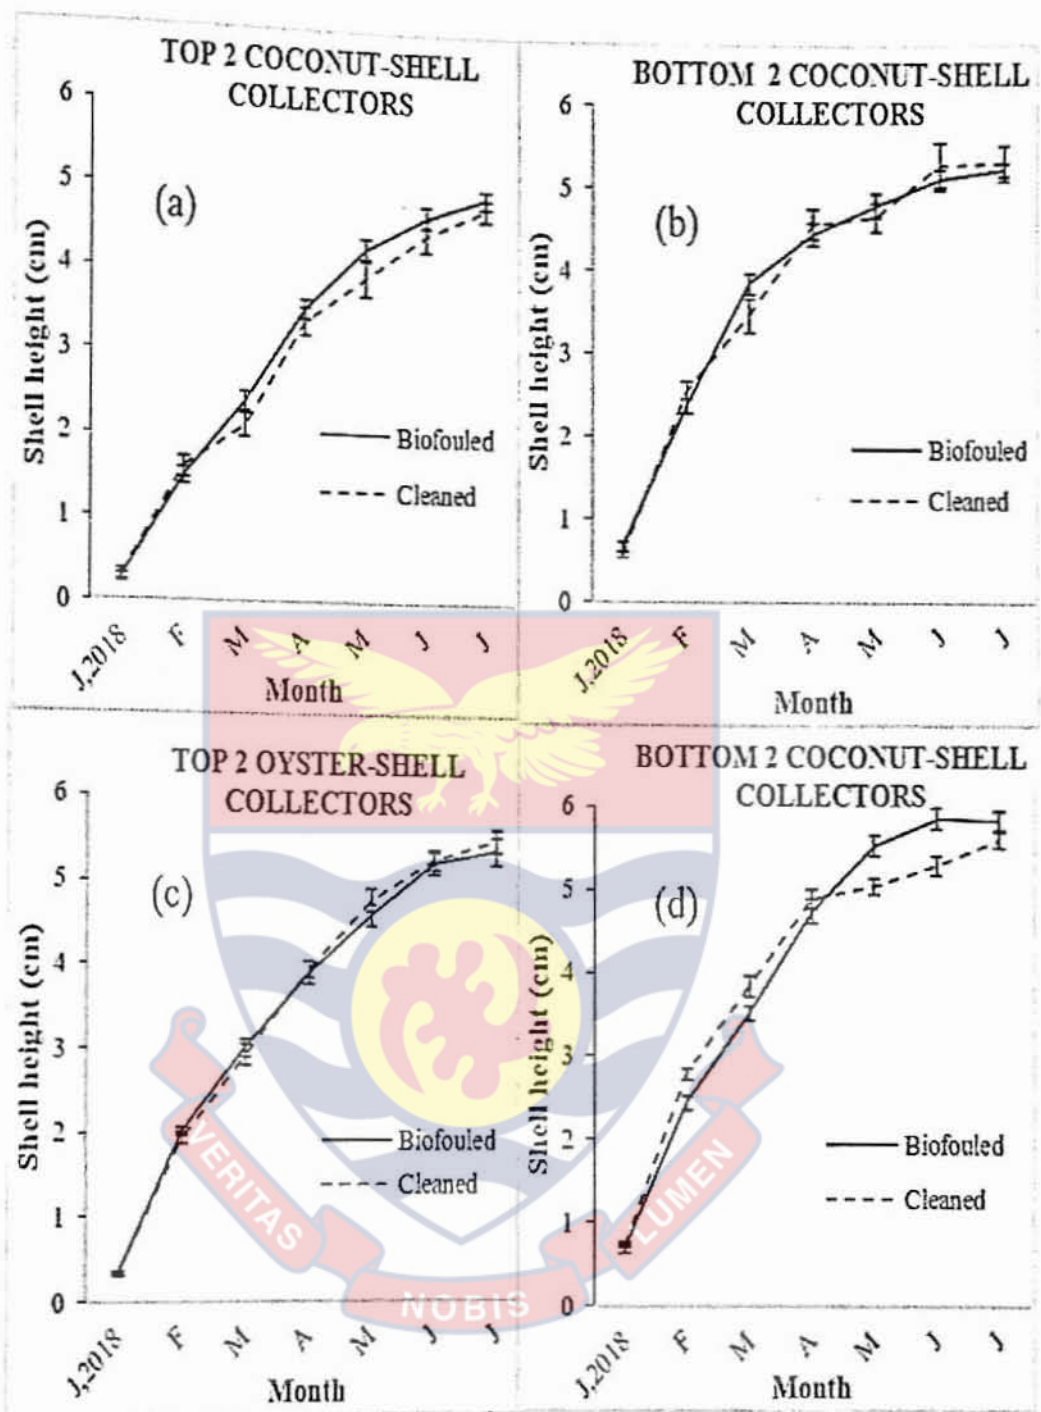 TOP 2 COCONUT-SHELL
COLLECTORS
6
5
4
3
2
1
0
Shell height (cm)
(a)
Biofouled
Cleaned
J,2018
F
M
A
M
J
J
Month
BOTTOM 2 COCONUT-SHELL
COLLECTORS
6
5
4
3
2
1
0
Shell height (cm)
(b)
Biofouled
Cleaned
J,2018
F
M
A
M
J
J
Month
TOP 2 OYSTER-SHELL
COLLECTORS
6
5
4
3
2
1
0
Shell height (cm)
(c)
Biofouled
Cleaned
J,2018
F
M
A
M
J
J
Month
BOTTOM 2 COCONUT-SHELL
COLLECTORS
6
5
4
3
2
1
0
Shell height (cm)
(d)
Biofouled
Cleaned
J,2018
F
M
A
M
J
J
Month
VERITAS
NOBIS
LUMEN